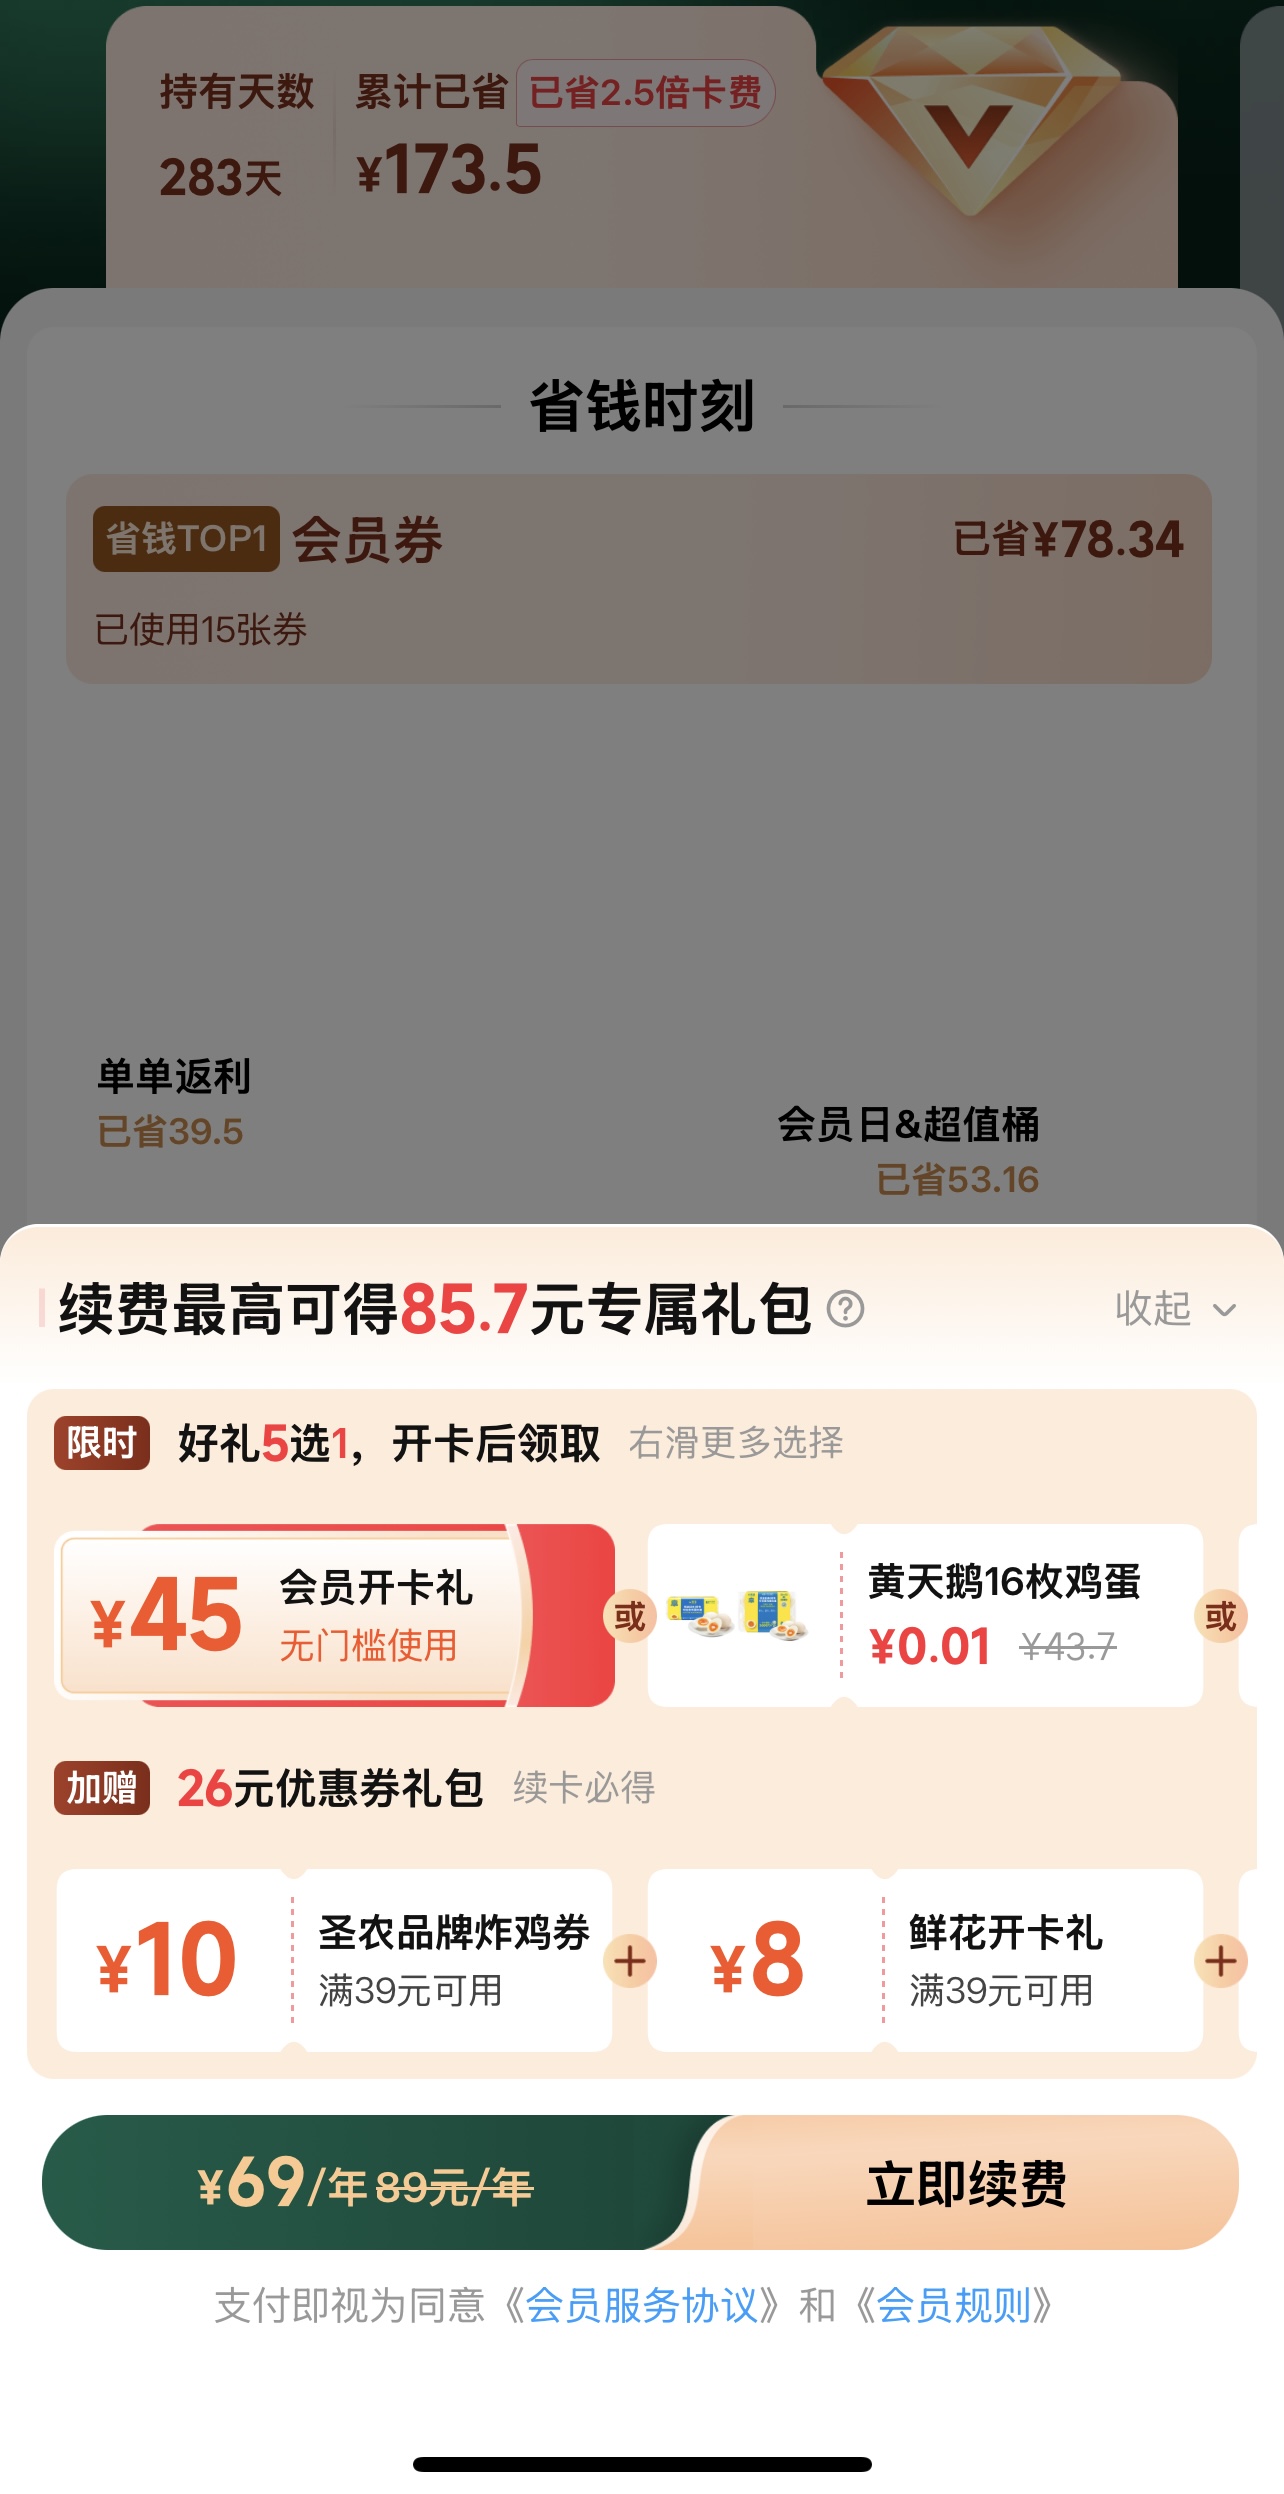 持有天数 累计已省 已省2.5倍卡费
283天 ¥173.5
省钱时刻
省钱TOP1 会员券 已省¥78.34
已使用15张券
单单返利
已省39.5
会员日&超值桶
已省53.16
续费最高可得85.7元专属礼包 ? 收起
限时 好礼5选1，开卡后领取 右滑更多选择
¥45 会员开卡礼
无门槛使用
或
黄天鹅16枚鸡蛋
¥0.01 ¥43.7
或
加赠 26元优惠券礼包 续卡必得
¥10 圣农品牌炸鸡券
满39元可用
+
¥8 鲜花开卡礼
满39元可用
+
¥69/年 89元/年 立即续费
支付即视为同意《会员服务协议》和《会员规则》